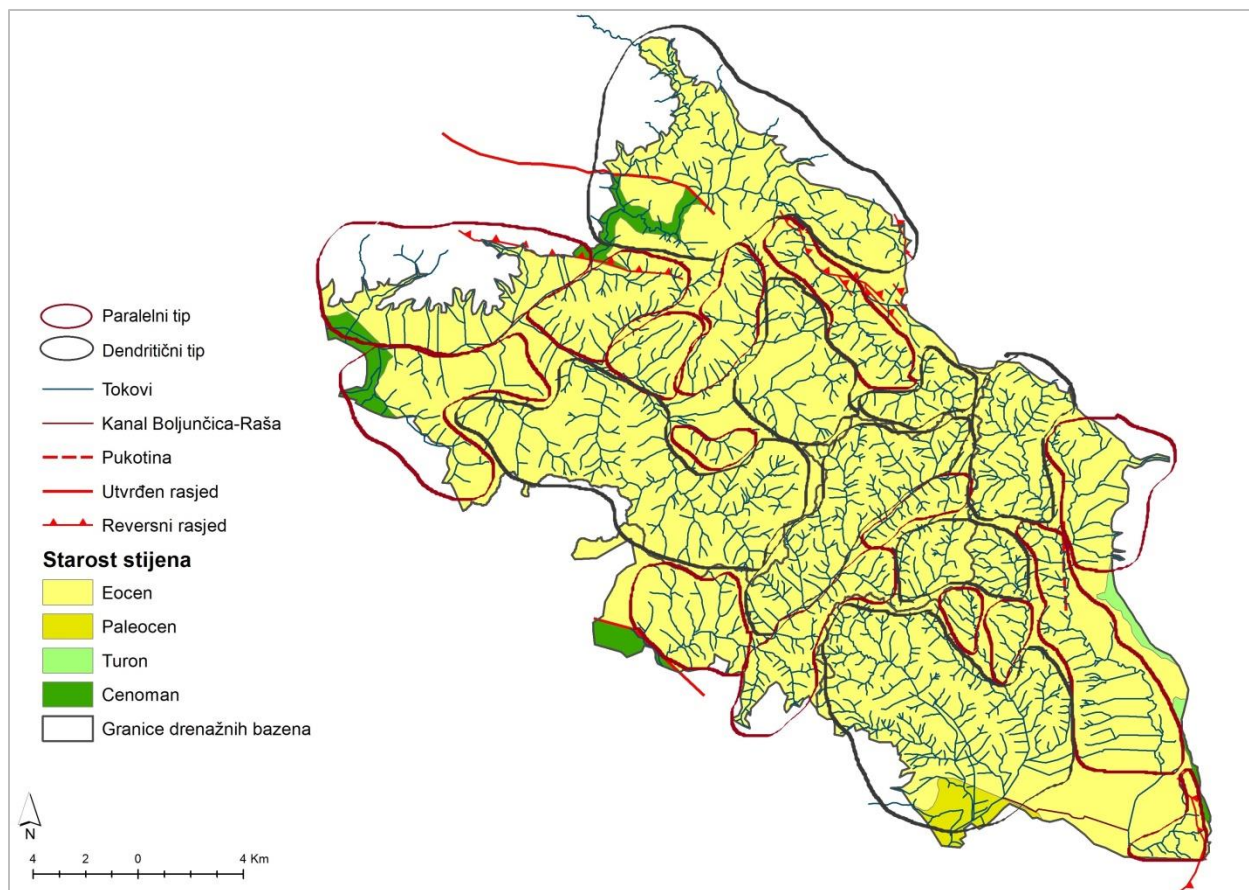 Paralelni tip
Dendritični tip
Tokovi
Kanal Boljunčica-Raša
Pukotina
Utvrđen rasjed
Reversni rasjed
Starost stijena
Eocen
Paleocen
Turon
Cenoman
Granice drenažnih bazena
N
4 2 0 4 Km